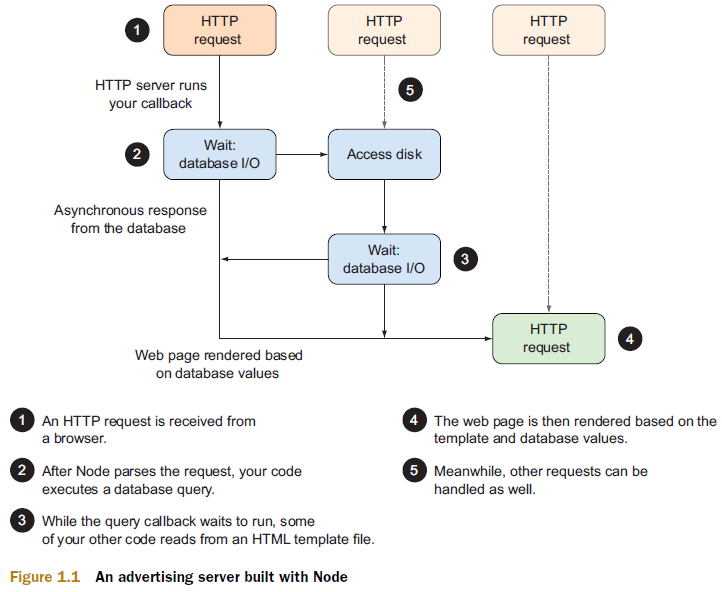 HTTP
request
HTTP
request
HTTP
request
1
HTTP server runs
your callback
5
2
Wait:
database I/O
Access disk
Asynchronous response
from the database
Wait:
database I/O
3
HTTP
request
4
Web page rendered based
on database values
1 An HTTP request is received from
a browser.
2 After Node parses the request, your code
executes a database query.
3 While the query callback waits to run, some
of your other code reads from an HTML template file.
4 The web page is then rendered based on the
template and database values.
5 Meanwhile, other requests can be
handled as well.
Figure 1.1 An advertising server built with Node